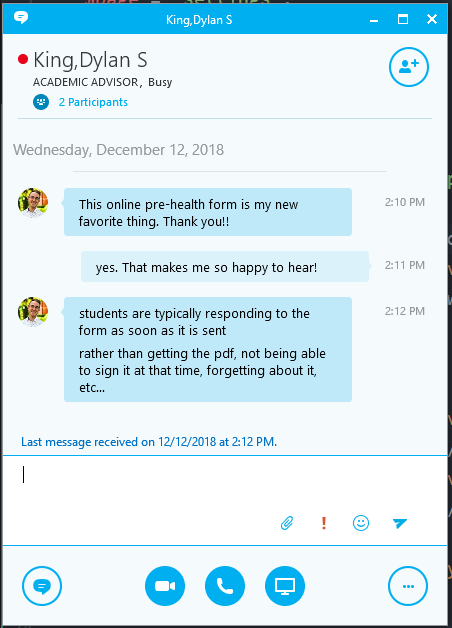 King,Dylan S
King,Dylan S
ACADEMIC ADVISOR, Busy
2 Participants
Wednesday, December 12, 2018
This online pre-health form is my new
favorite thing. Thank you!!
2:10 PM
yes. That makes me so happy to hear!
2:11 PM
students are typically responding to the
form as soon as it is sent
2:12 PM
rather than getting the pdf, not being able
to sign it at that time, forgetting about it,
etc...
Last message received on 12/12/2018 at 2:12 PM.